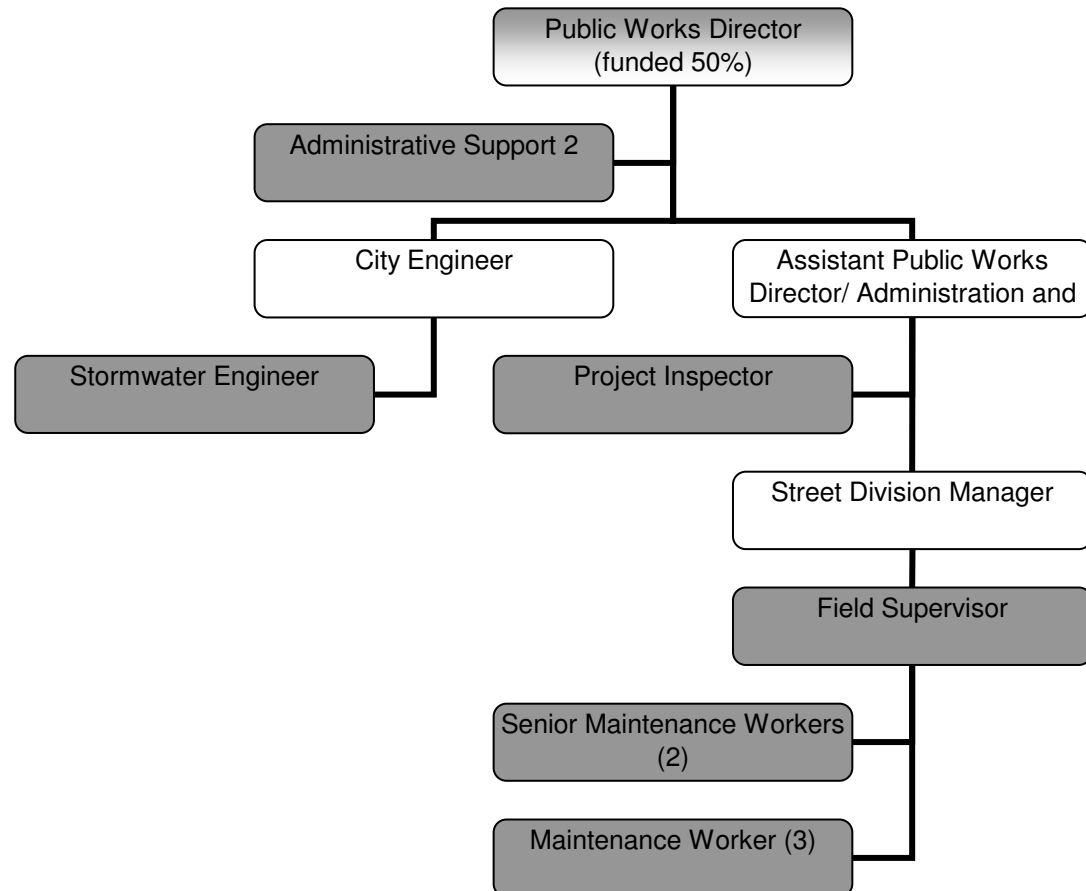 Public Works Director
(funded 50%)
Administrative Support 2
City Engineer
Assistant Public Works
Director/ Administration and
Stormwater Engineer
Project Inspector
Street Division Manager
Field Supervisor
Senior Maintenance Workers
(2)
Maintenance Worker (3)